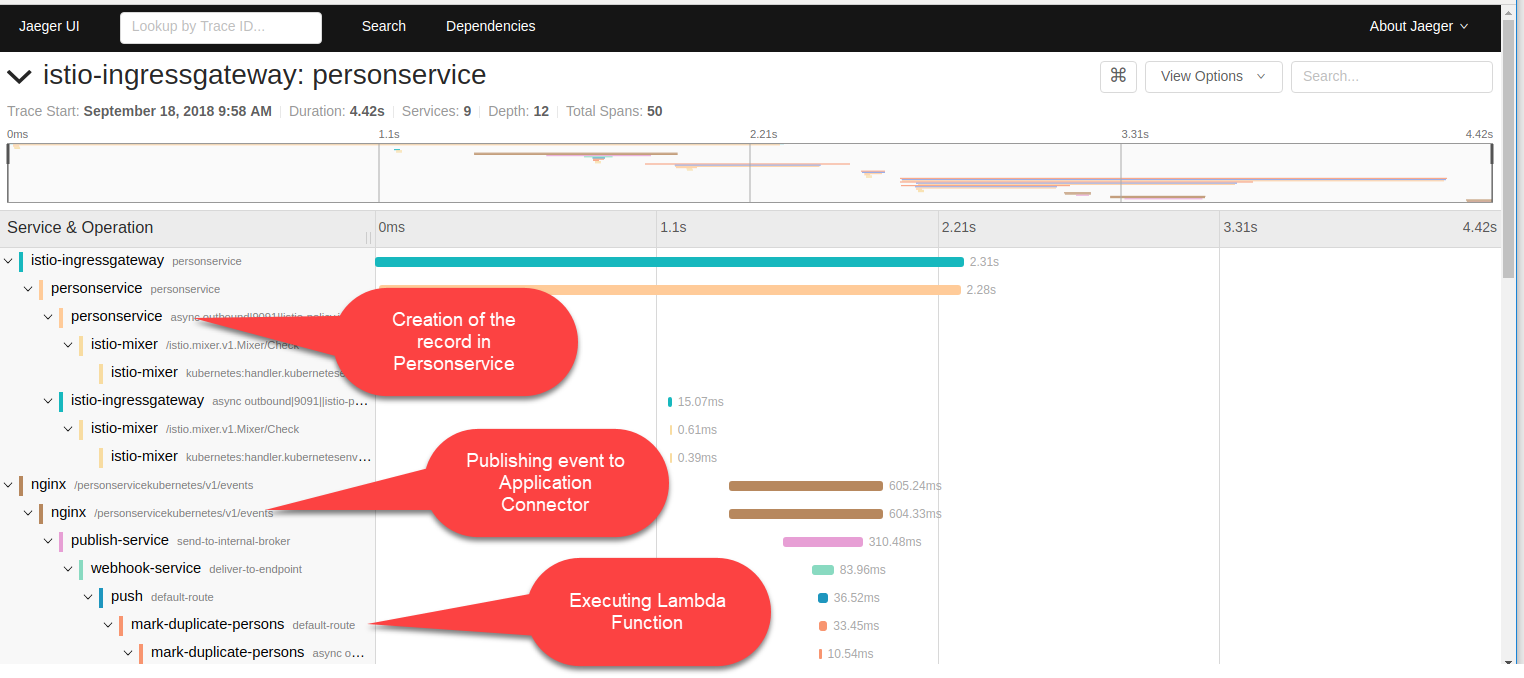 Jaeger UI Lookup by Trace ID... Search Dependencies About Jaeger
istio-ingressgateway: personservice ⌘ View Options Search...
Trace Start: September 18, 2018 9:58 AM Duration: 4.42s Services: 9 Depth: 12 Total Spans: 50
0ms 1.1s 2.21s 3.31s 4.42s
Service & Operation 0ms 1.1s 2.21s 3.31s 4.42s
istio-ingressgateway personservice 2.31s
personservice personservice 2.28s
personservice async outbound|9091||istio-policy
Creation of the
record in
Personservice
istio-mixer /istio.mixer.v1.Mixer/Check
istio-mixer kubernetes:handler.kubernetese
istio-ingressgateway async outbound|9091||istio-p... 15.07ms
istio-mixer /istio.mixer.v1.Mixer/Check 0.61ms
istio-mixer kubernetes:handler.kubernetesenv... 0.39ms
Publishing event to
Application
Connector
nginx /personservicekubernetes/v1/events 605.24ms
nginx /personservicekubernetes/v1/events 604.33ms
publish-service send-to-internal-broker 310.48ms
webhook-service deliver-to-endpoint 83.96ms
push default-route 36.52ms
Executing Lambda
Function
mark-duplicate-persons default-route 33.45ms
mark-duplicate-persons async o... 10.54ms